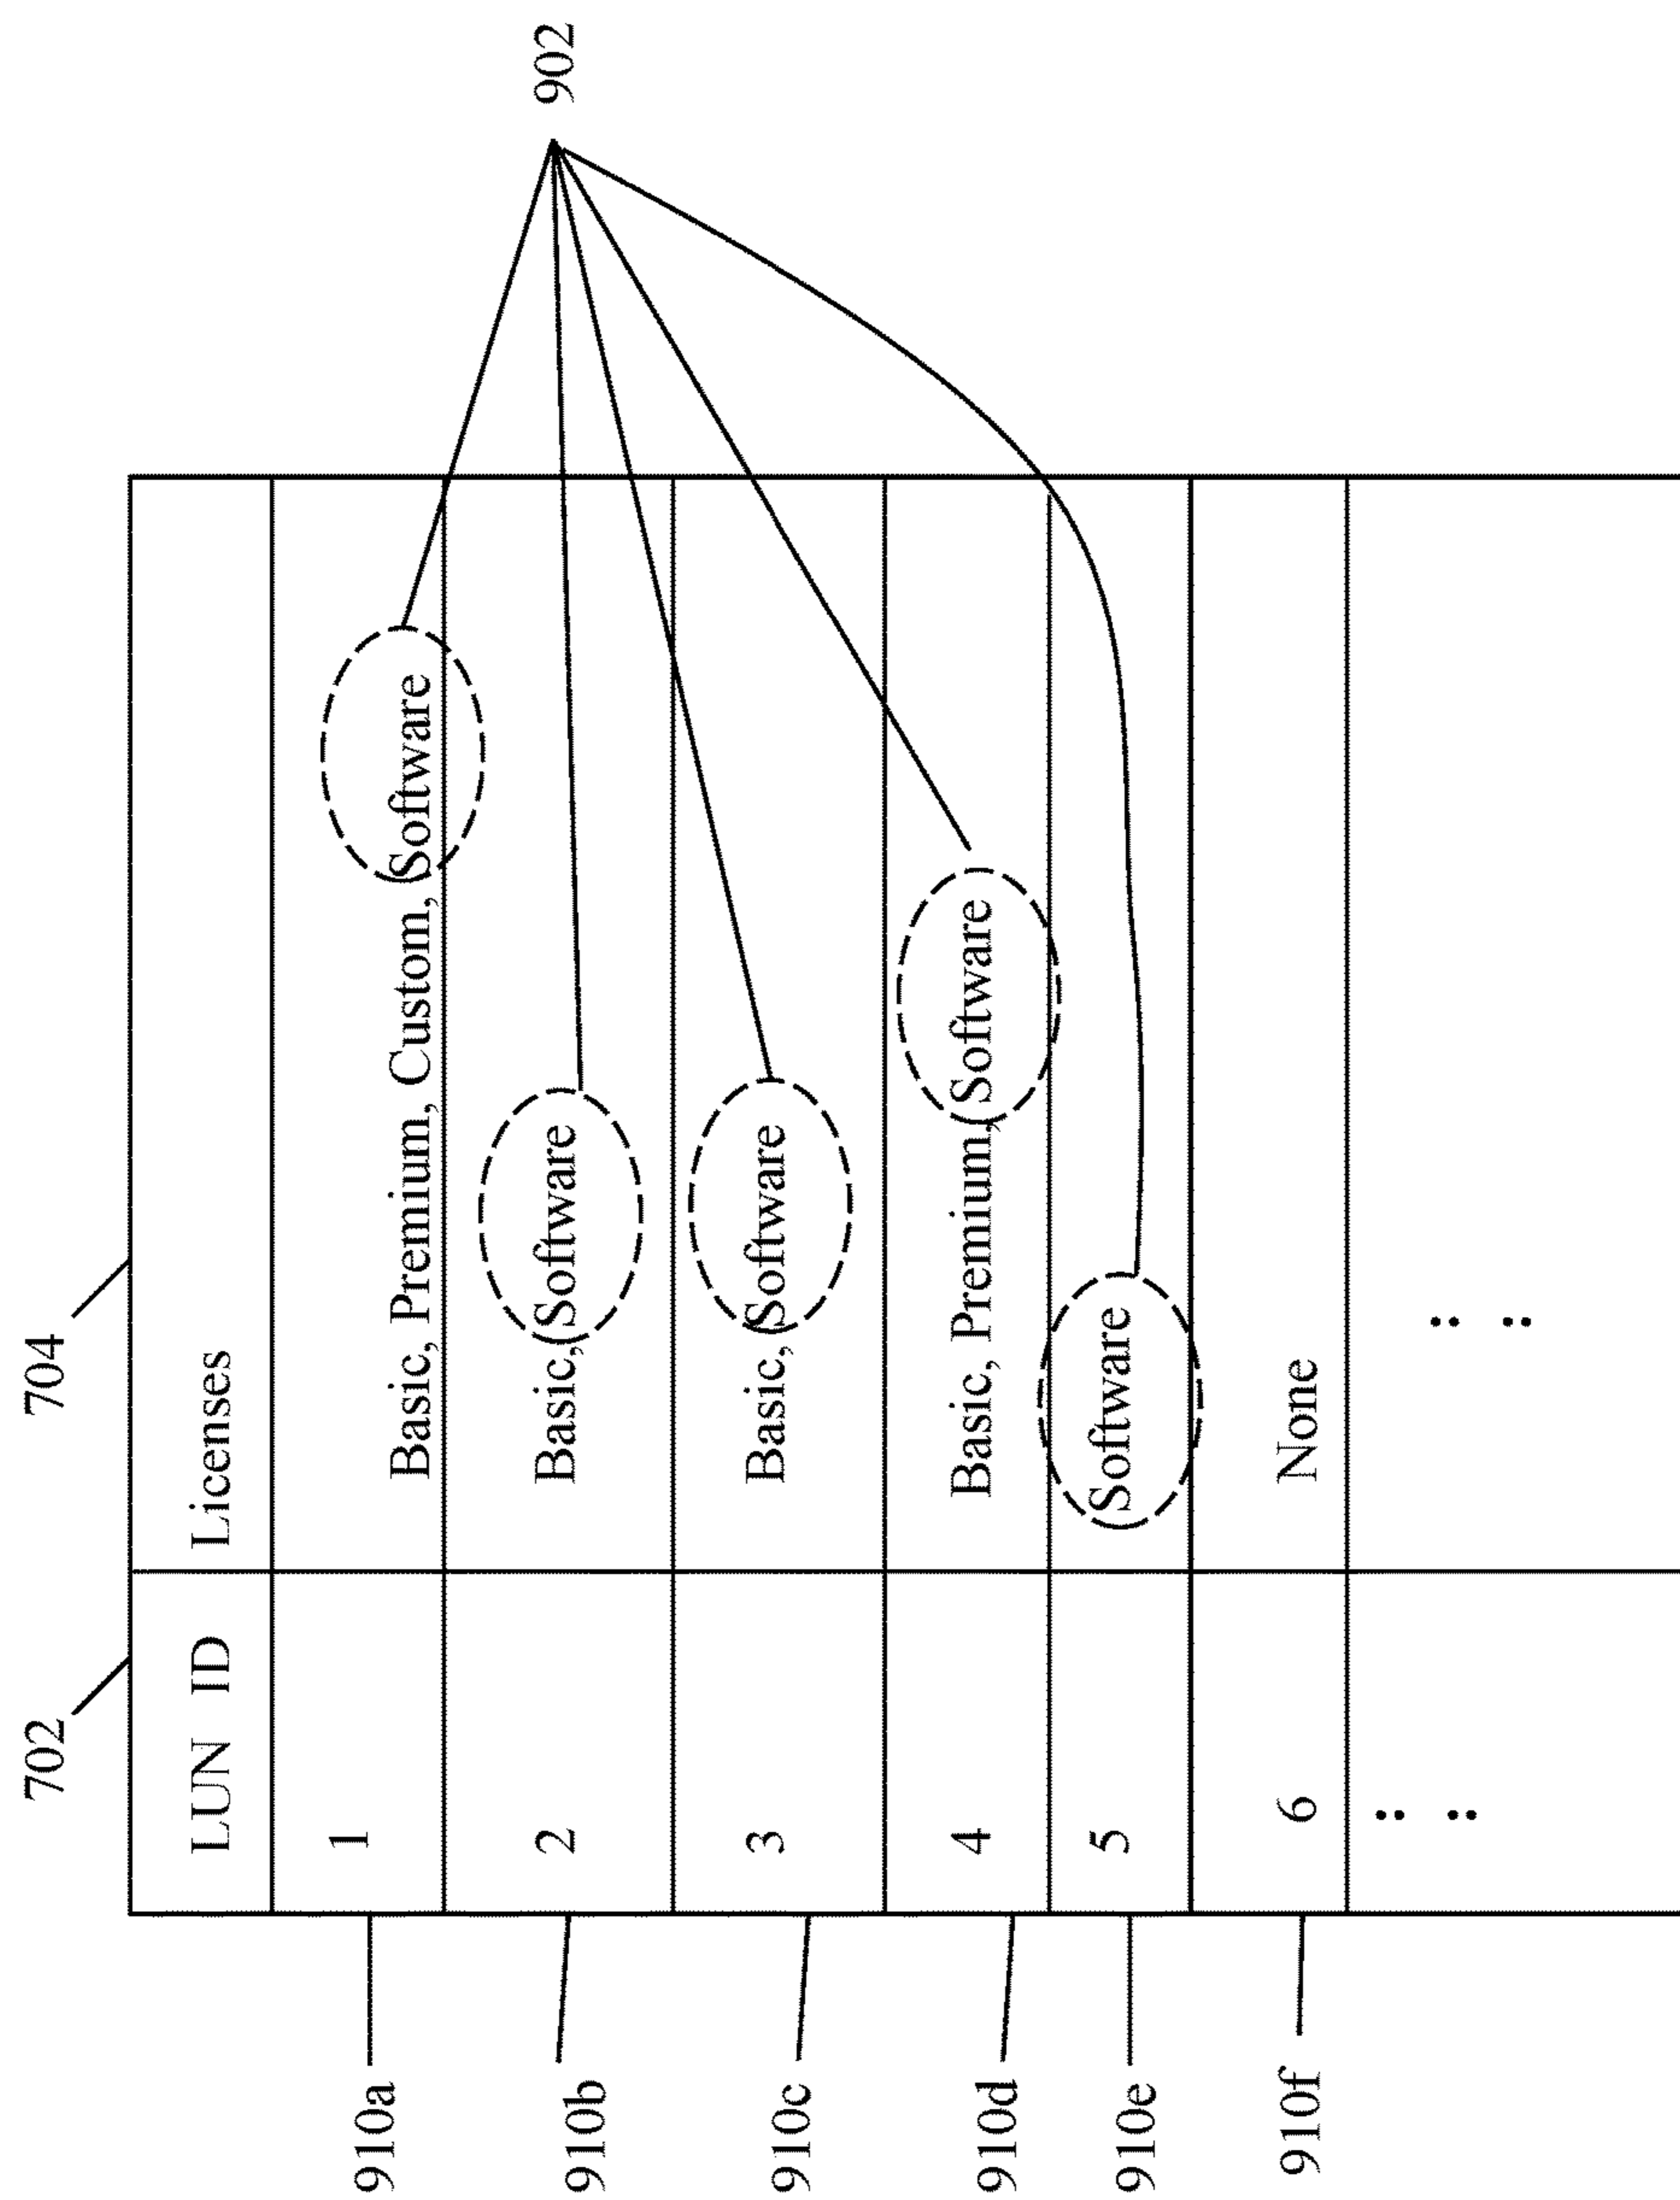 702
704
LUN ID Licenses
910a 1 Basic, Premium, Custom, Software
910b 2 Basic, Software
902
910c 3 Basic, Software
910d 4 Basic, Premium, Software
910e 5 Software
910f 6 None